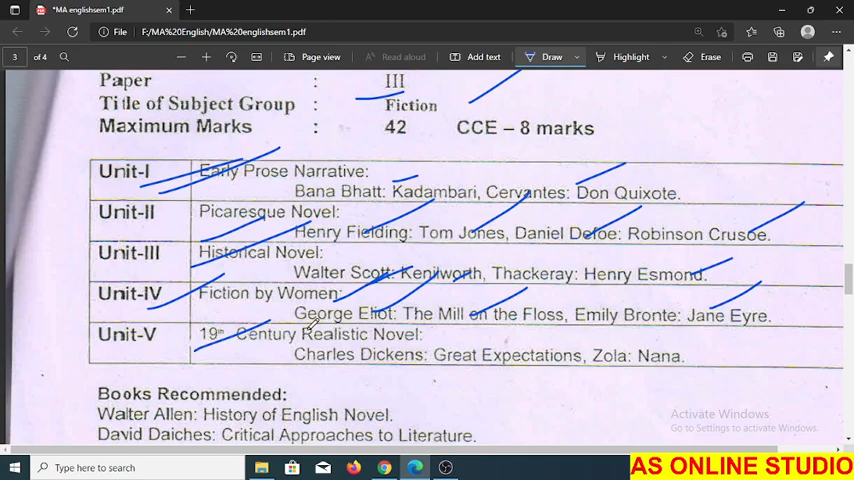 *MA englishsem1.pdf
File F:/MA%20English/MA%20englishsem1.pdf
3 of 4 Page view Read aloud Add text Draw Highlight Erase
Paper : III
Title of Subject Group : Fiction
Maximum Marks : 42 CCE – 8 marks
Unit-I Early Prose Narrative:
Bana Bhatt: Kadambari, Cervantes: Don Quixote.
Unit-II Picaresque Novel:
Henry Fielding: Tom Jones, Daniel Defoe: Robinson Crusoe.
Unit-III Historical Novel:
Walter Scott: Kenilworth, Thackeray: Henry Esmond.
Unit-IV Fiction by Women:
George Eliot: The Mill on the Floss, Emily Bronte: Jane Eyre.
Unit-V 19th Century Realistic Novel:
Charles Dickens: Great Expectations, Zola: Nana.
Books Recommended:
Walter Allen: History of English Novel.
David Daiches: Critical Approaches to Literature.
Activate Windows
Go to Settings to activate Windows.
Type here to search
AS ONLINE STUDIO